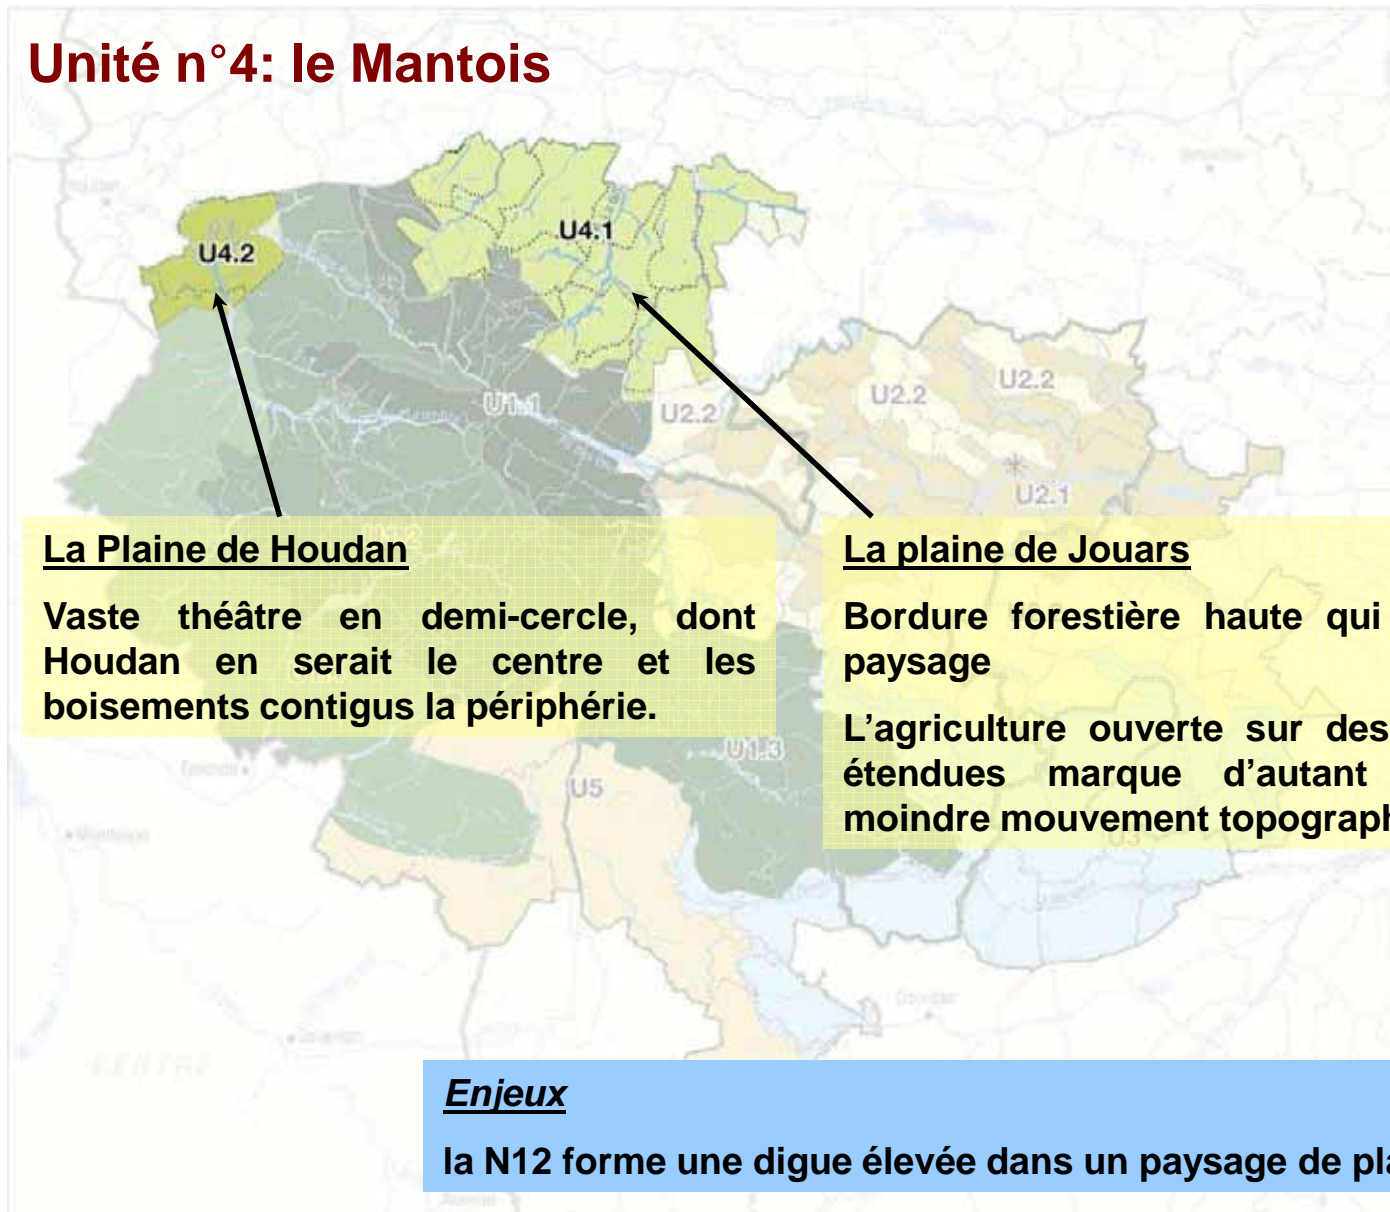 Unité n°4: le Mantois
U4.1
U4.2
U1.1
U2.2
U2.2
U2.2
U2.1
La Plaine de Houdan
Vaste théâtre en demi-cercle, dont
Houdan en serait le centre et les
boisements contigus la périphérie.
La plaine de Jouars
Bordure forestière haute qui
paysage
L'agriculture ouverte sur des
étendues marque d'autant
moindre mouvement topograph
U1.3
U5
U3
CENTRE
Enjeux
la N12 forme une digue élevée dans un paysage de pla